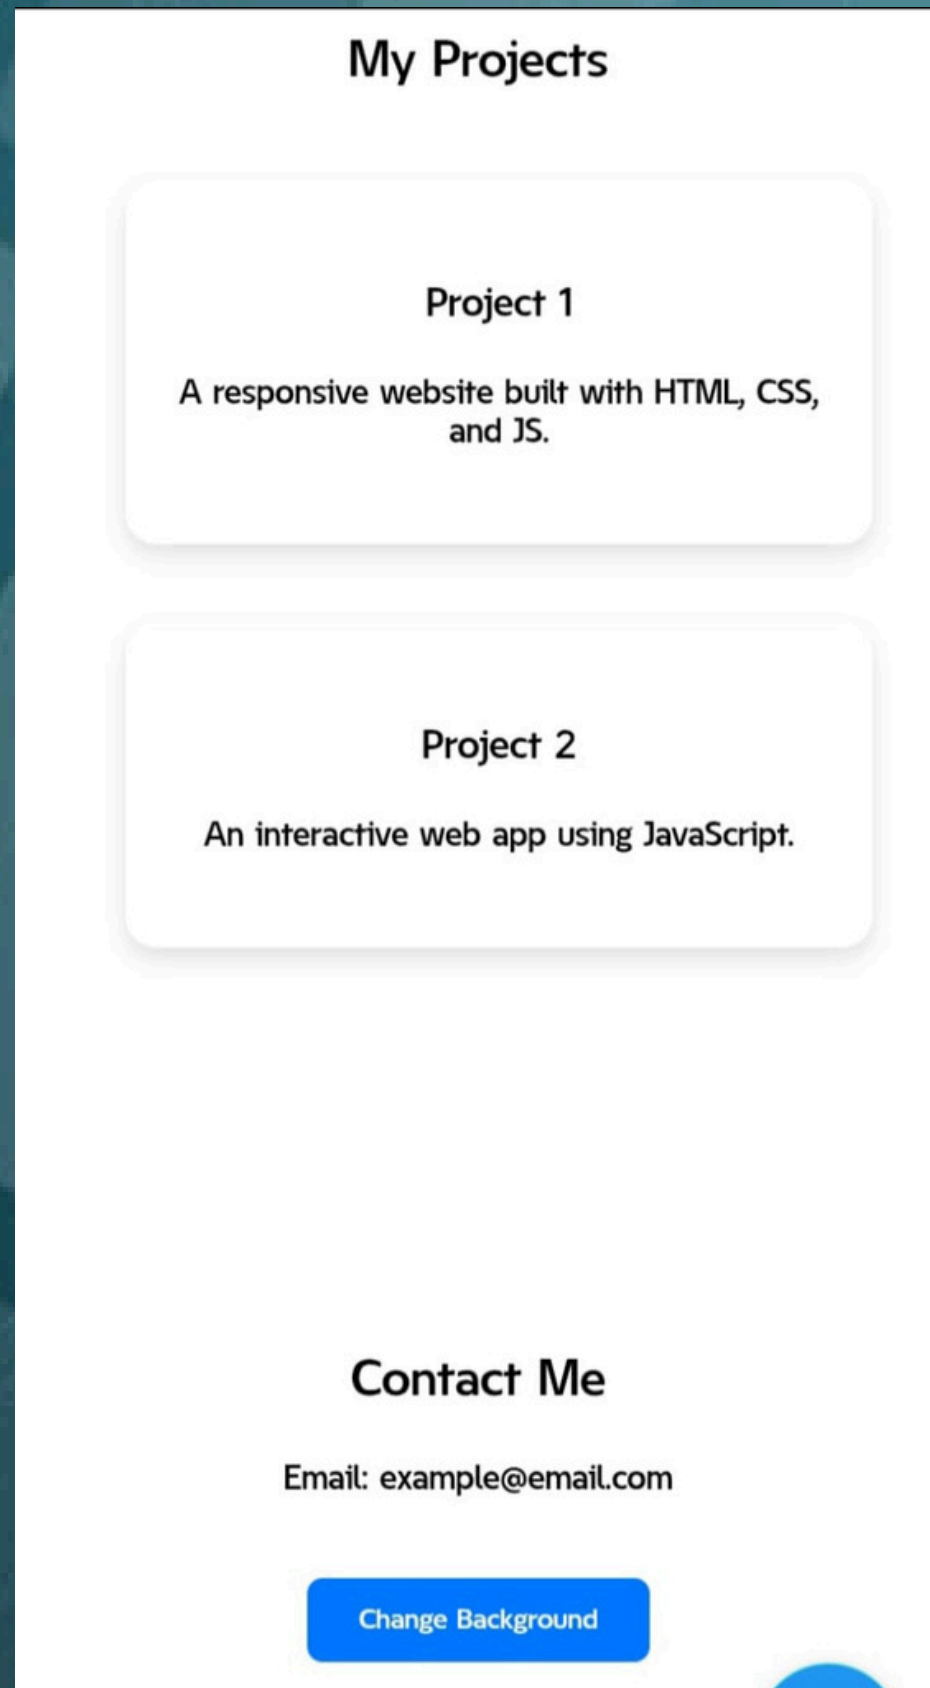 My Projects
Project 1
A responsive website built with HTML, CSS,
and JS.
Project 2
An interactive web app using JavaScript.
Contact Me
Email: example@email.com
Change Background